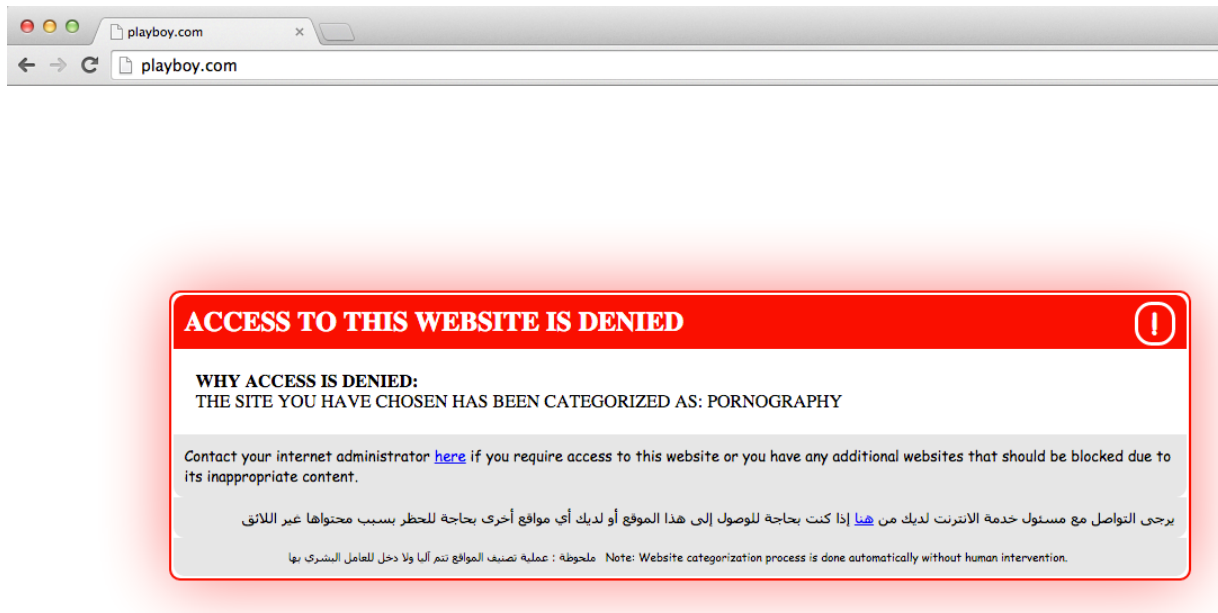 playboy.com
playboy.com
ACCESS TO THIS WEBSITE IS DENIED
!
WHY ACCESS IS DENIED:
THE SITE YOU HAVE CHOSEN HAS BEEN CATEGORIZED AS: PORNOGRAPHY
Contact your internet administrator here if you require access to this website or you have any additional websites that should be blocked due to
its inappropriate content.
يرجى التواصل مع مسئول خدمة الانترنت لديك من هنا إذا كنت بحاجة للوصول إلى هذا الموقع أو لديك أي مواقع أخرى بحاجة للحظر بسبب محتواها غير اللائق
ملحوظة : عملية تصنيف المواقع تتم آليا ولا دخل للعامل البشري بها Note: Website categorization process is done automatically without human intervention.